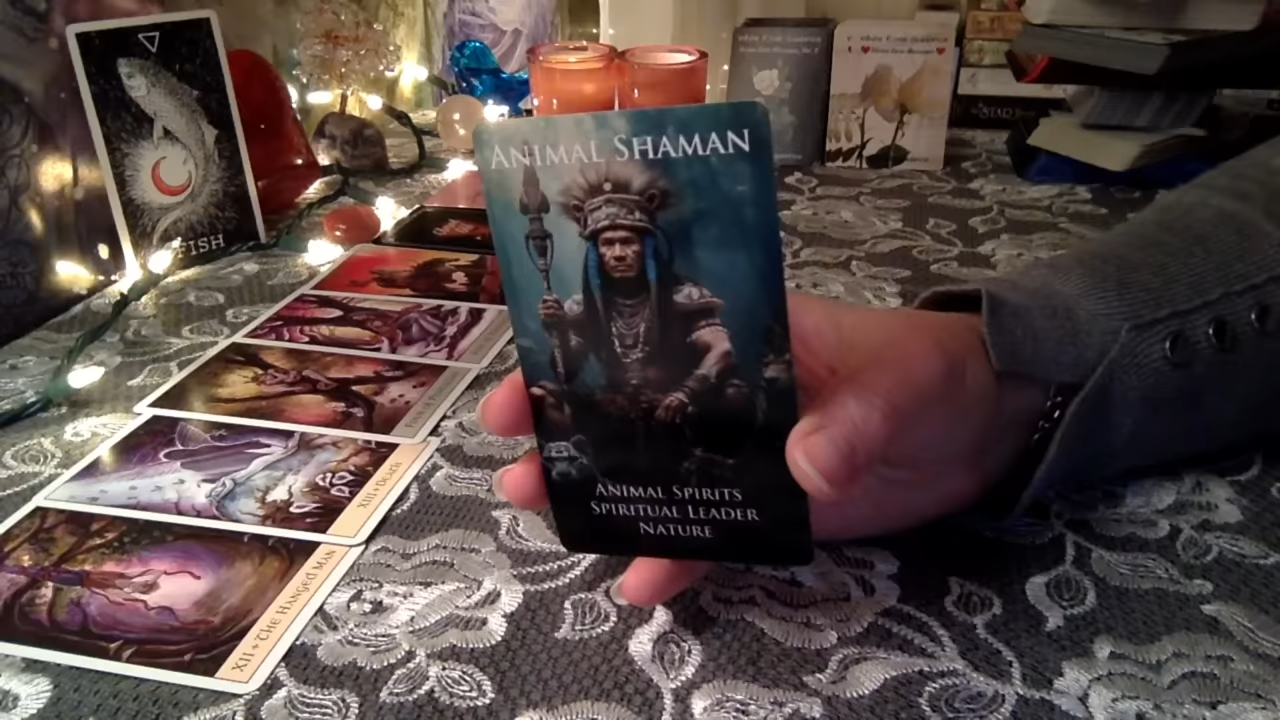 FISH
ANIMAL SHAMAN
ANIMAL SPIRITS
SPIRITUAL LEADER
NATURE
XIII • DEATH
XII • THE HANGED MAN
STAR